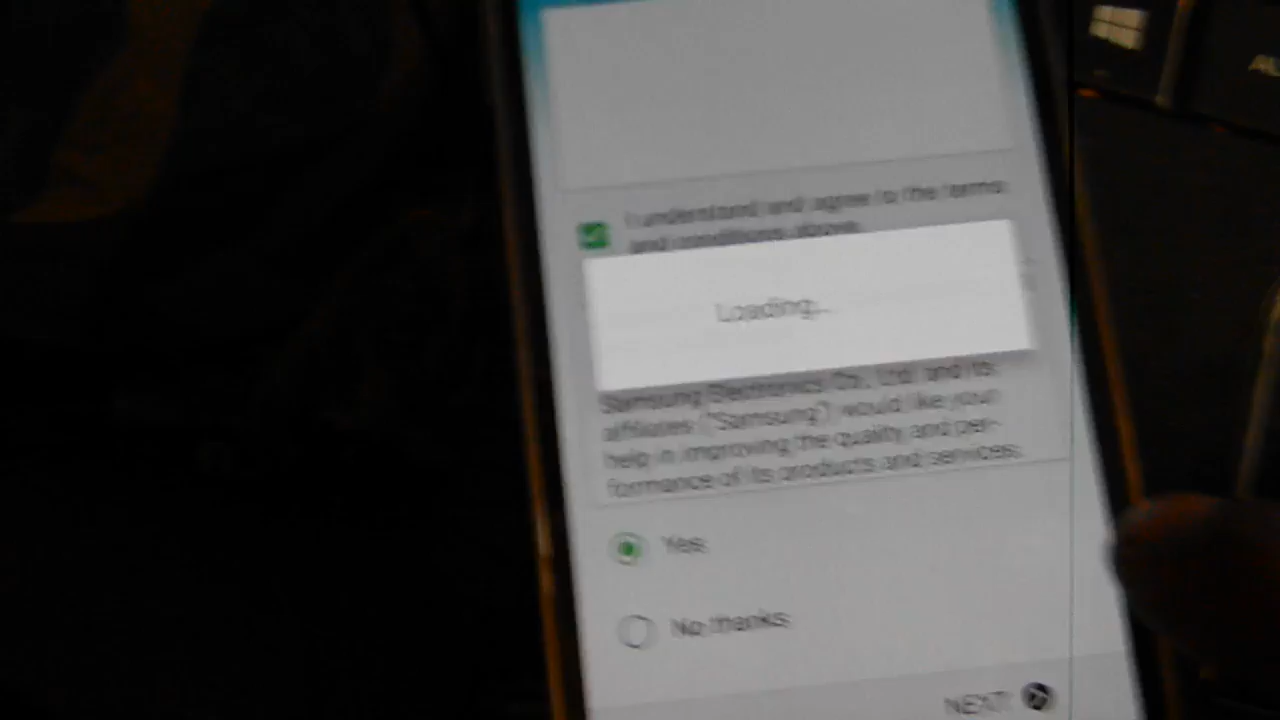 I understand and agree to the terms
and conditions above.
Loading...
Samsung Electronics Co., Ltd. and its
affiliates ("Samsung") would like your
help in improving the quality and per-
formance of its products and services.
Yes
No thanks
NEXT